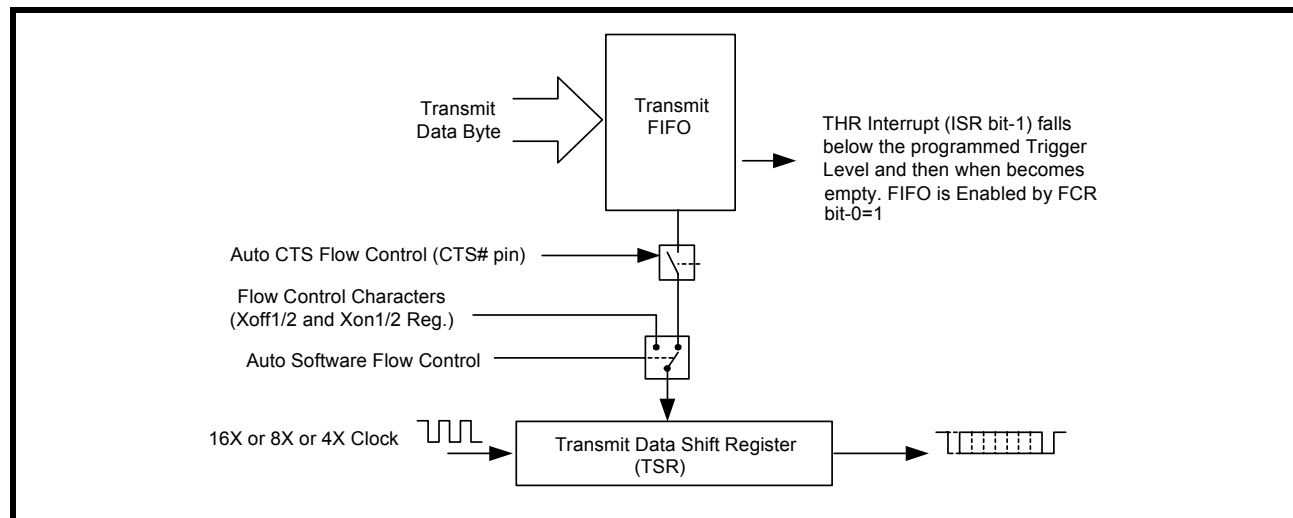 Transmit
Data Byte
Transmit
FIFO
THR Interrupt (ISR bit-1) falls
below the programmed Trigger
Level and then when becomes
empty. FIFO is Enabled by FCR
bit-0=1
Auto CTS Flow Control (CTS# pin)
Flow Control Characters
(Xoff1/2 and Xon1/2 Reg.)
Auto Software Flow Control
16X or 8X or 4X Clock
Transmit Data Shift Register
(TSR)